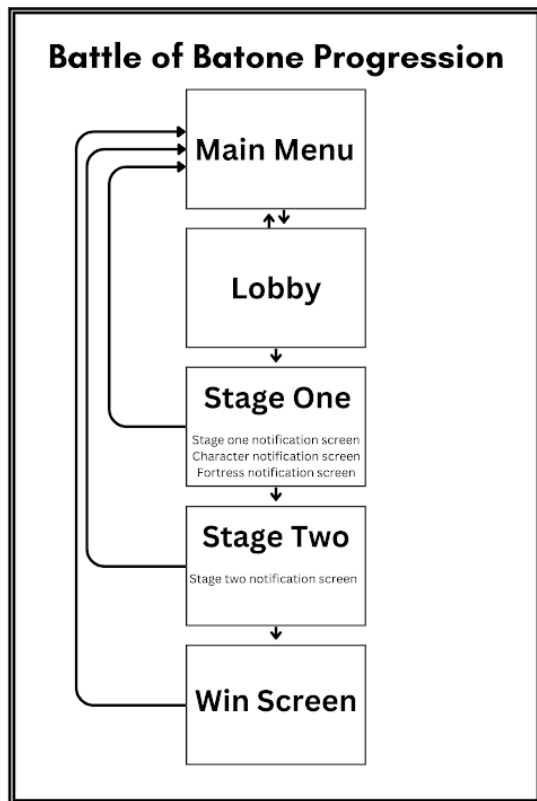 Battle of Batone Progression
Main Menu
Lobby
Stage One
Stage one notification screen
Character notification screen
Fortress notification screen
Stage Two
Stage two notification screen
Win Screen